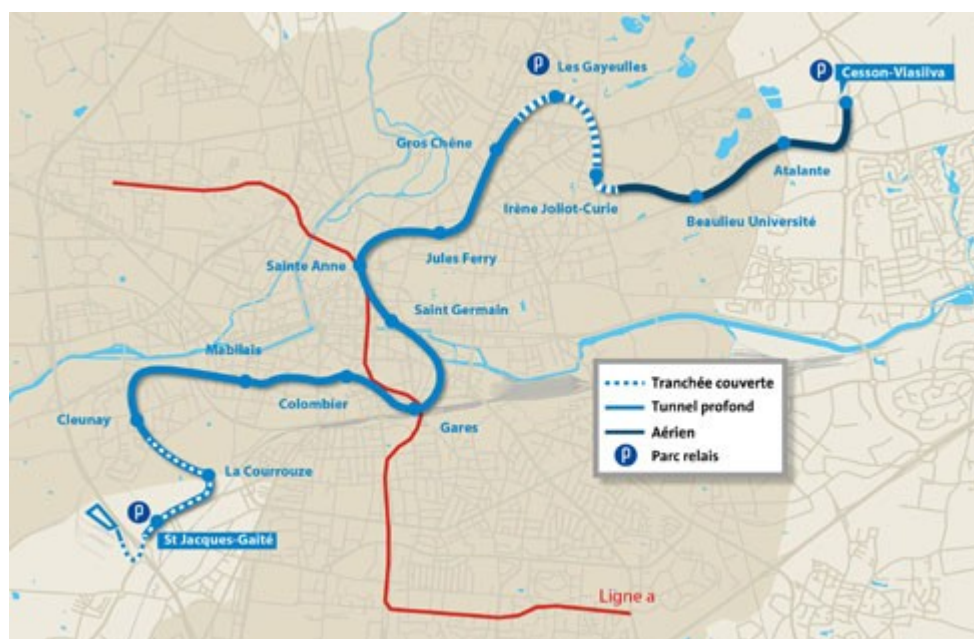 P Les Gayeulles
P Cesson-Viasilva
Gros Chêne
Atalante
Irène Joliot-Curie
Beaulieu Université
Sainte Anne
Jules Ferry
Saint Germain
Mabilais
Colombier
Gares
Cleunay
La Courrouze
P
St Jacques-Gaîté
Tranchée couverte
Tunnel profond
Aérien
P Parc relais
Ligne a